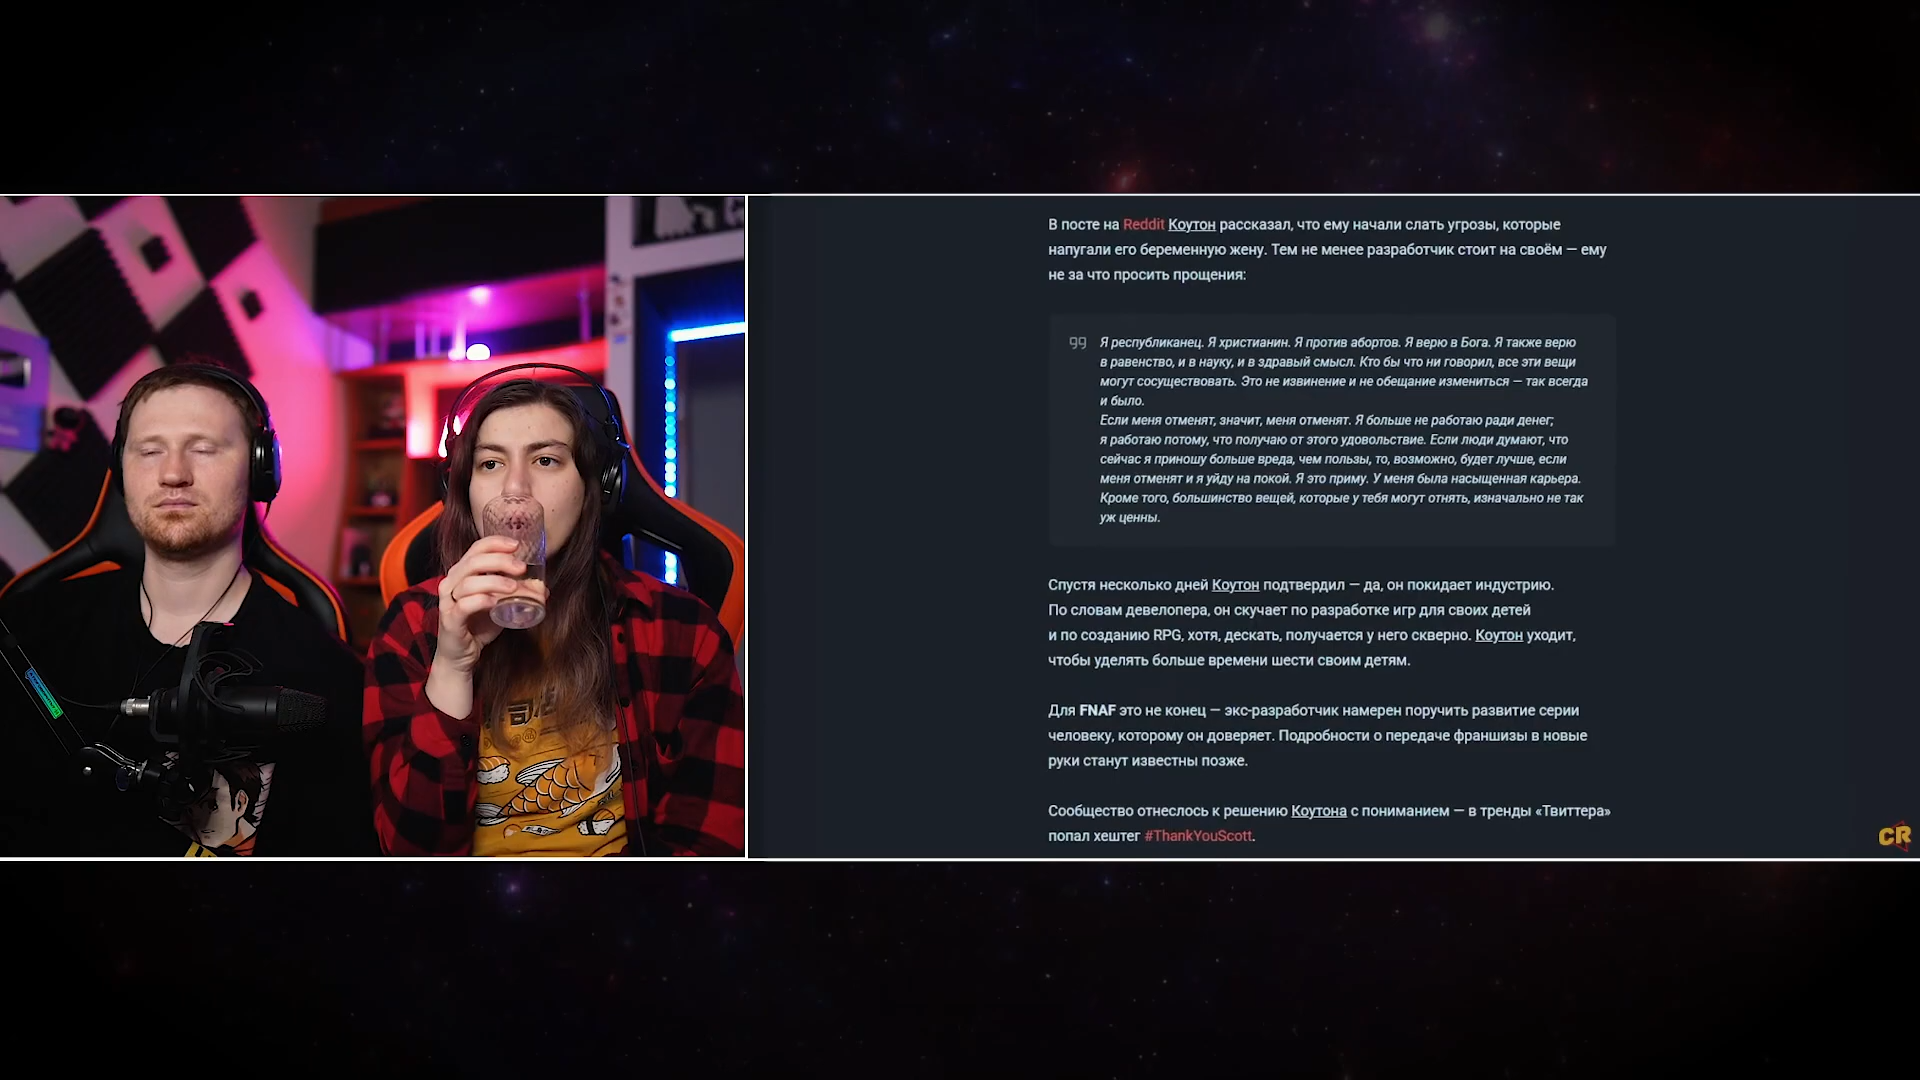 В посте на Reddit Коутон рассказал, что ему начали слать угрозы, которые
напугали его беременную жену. Тем не менее разработчик стоит на своём — ему
не за что просить прощения:
Я республиканец. Я христианин. Я против абортов. Я верю в Бога. Я также верю
в равенство, и в науку, и в здравый смысл. Кто бы что ни говорил, все эти вещи
могут сосуществовать. Это не извинение и не обещание измениться — так всегда
и было.
Если меня отменят, значит, меня отменят. Я больше не работаю ради денег;
я работаю потому, что получаю от этого удовольствие. Если люди думают, что
сейчас я приношу больше вреда, чем пользы, то, возможно, будет лучше, если
меня отменят и я уйду на покой. Я это приму. У меня была насыщенная карьера.
Кроме того, большинство вещей, которые у тебя могут отнять, изначально не так
уж ценны.
Спустя несколько дней Коутон подтвердил — да, он покидает индустрию.
По словам девелопера, он скучает по разработке игр для своих детей
и по созданию RPG, хотя, дескать, получается у него скверно. Коутон уходит,
чтобы уделять больше времени шести своим детям.
Для FNAF это не конец — экс-разработчик намерен поручить развитие серии
человеку, которому он доверяет. Подробности о передаче франшизы в новые
руки станут известны позже.
Сообщество отнеслось к решению Коутона с пониманием — в тренды «Твиттера»
попал хештег #ThankYouScott.
CR